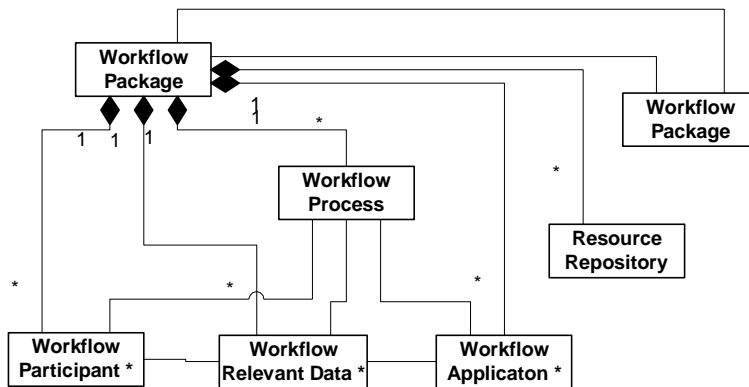 Workflow
Package
Workflow
Package
1
1
1
1
1
*
*
Workflow
Process
Resource
Repository
*
*
*
Workflow
Participant *
Workflow
Relevant Data *
Workflow
Applicaton *